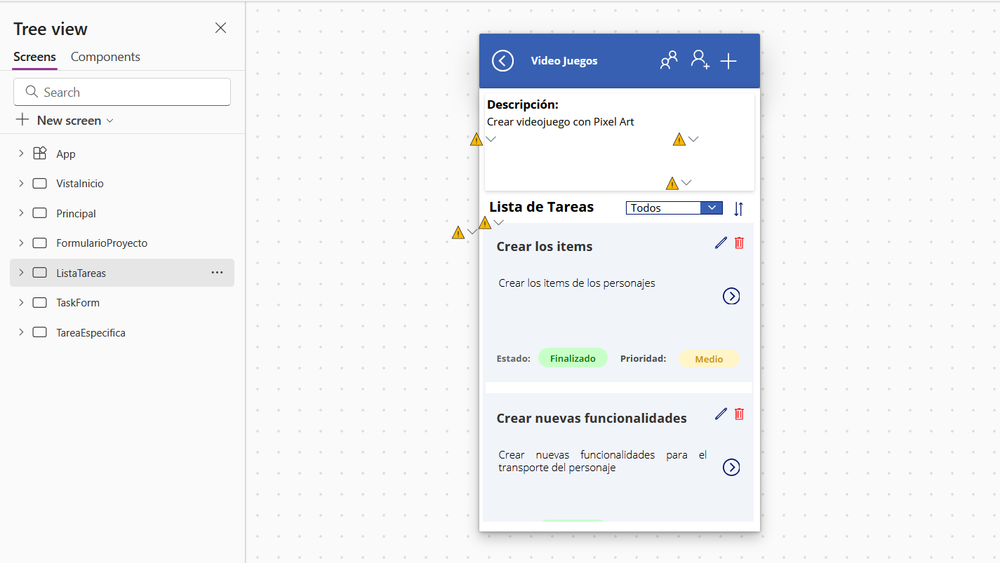 Tree view
Screens Components
Search
New screen
App
VistaInicio
Principal
FormularioProyecto
ListaTareas
TaskForm
TareaEspecifica
Video Juegos
Descripción:
Crear videojuego con Pixel Art
Lista de Tareas Todos
Crear los items
Crear los items de los personajes
Estado: Finalizado Prioridad: Medio
Crear nuevas funcionalidades
Crear nuevas funcionalidades para el
transporte del personaje